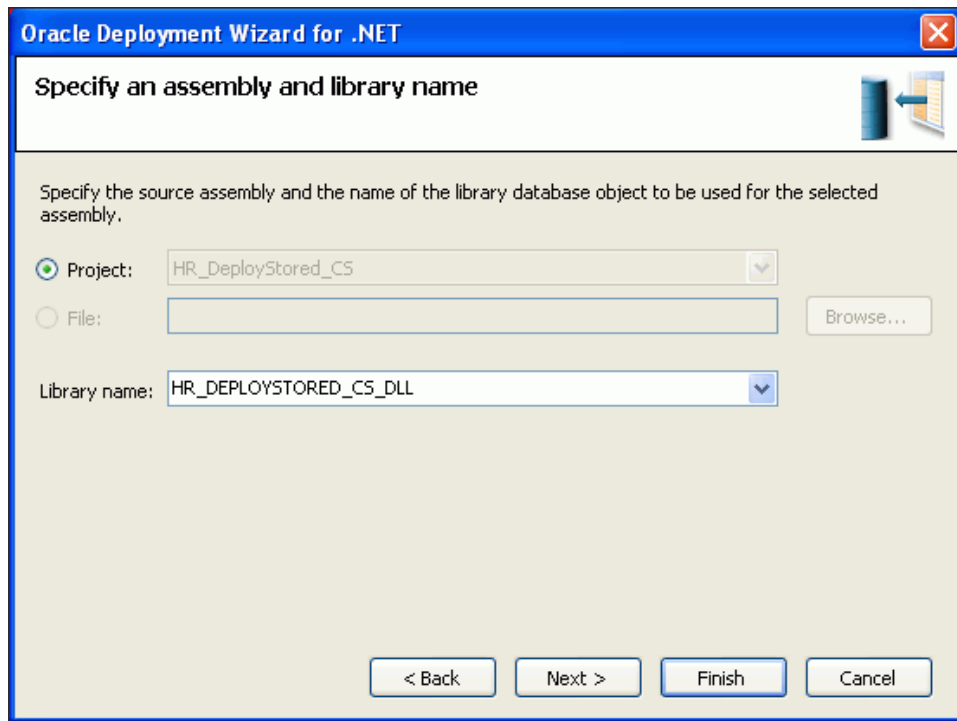 Oracle Deployment Wizard for .NET
Specify an assembly and library name
Specify the source assembly and the name of the library database object to be used for the selected
assembly.
Project: HR_DeployStored_CS
File: Browse...
Library name: HR_DEPLOYSTORED_CS_DLL
< Back Next > Finish Cancel